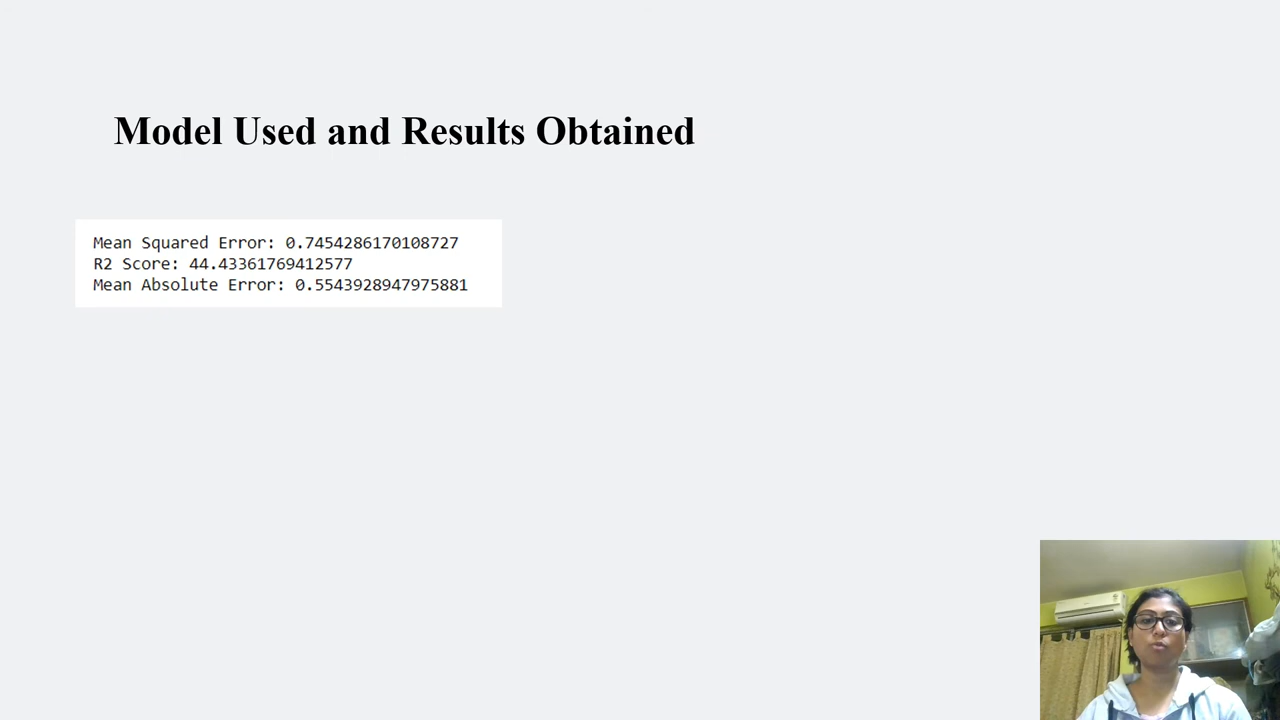 Model Used and Results Obtained
Mean Squared Error: 0.7454286170108727
R2 Score: 44.43361769412577
Mean Absolute Error: 0.5543928947975881